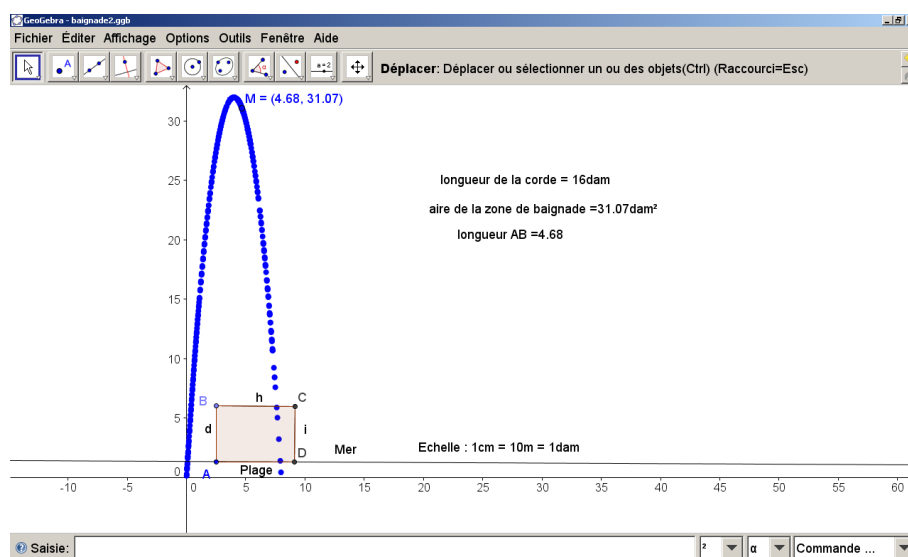 GeoGebra - baignade2.ggb
Fichier Éditer Affichage Options Outils Fenêtre Aide
A a=2 Déplacer: Déplacer ou sélectionner un ou des objets(Ctrl) (Raccourci=Esc)
M = (4.68, 31.07)
30
longueur de la corde = 16dam
25
aire de la zone de baignade =31.07dam²
longueur AB =4.68
20
15
10
B h C
5
d i
Mer Echelle : 1cm = 10m = 1dam
D
0 A Plage
-10 -5 0 5 10 15 20 25 30 35 40 45 50 55 60
Saisie: ² α Commande ...